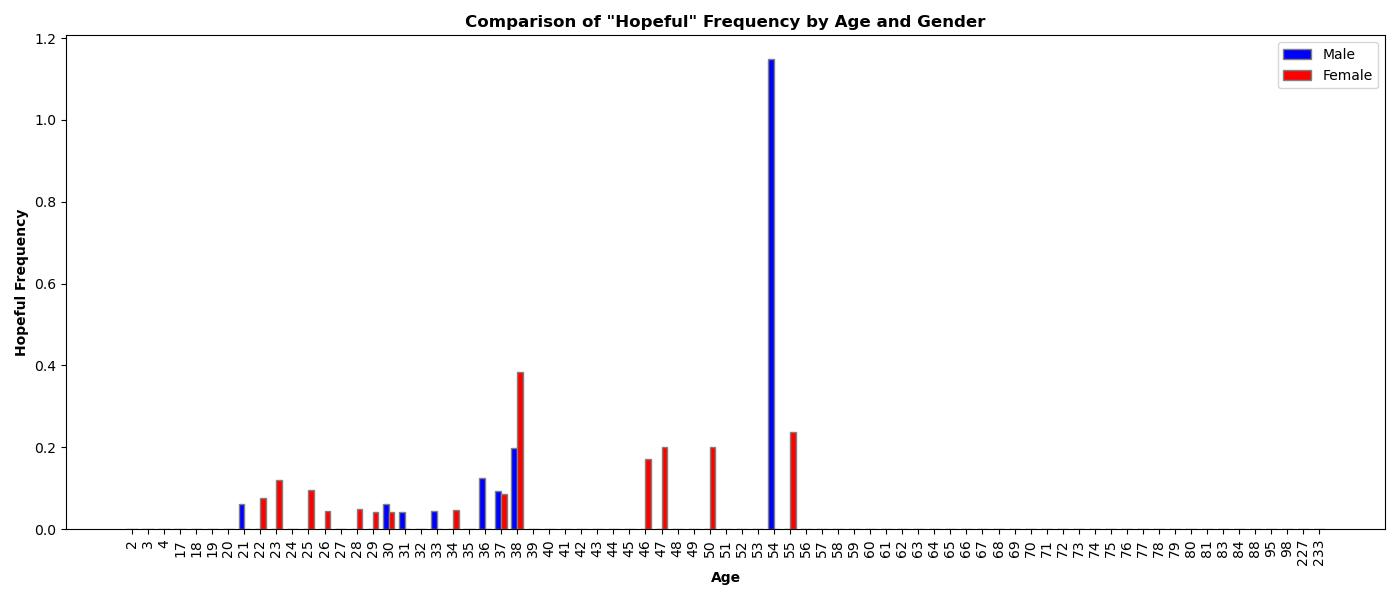 Comparison of "Hopeful" Frequency by Age and Gender
Male
Female
Hopeful Frequency
1.2
1.0
0.8
0.6
0.4
0.2
0.0
2 3 4 17 18 19 20 21 22 23 24 25 26 27 28 29 30 31 32 33 34 35 36 37 38 39 40 41 42 43 44 45 46 47 48 49 50 51 52 53 54 55 56 57 58 59 60 61 62 63 64 65 66 67 68 69 70 71 72 73 74 75 76 77 78 79 80 81 83 84 88 95 98 227 233
Age